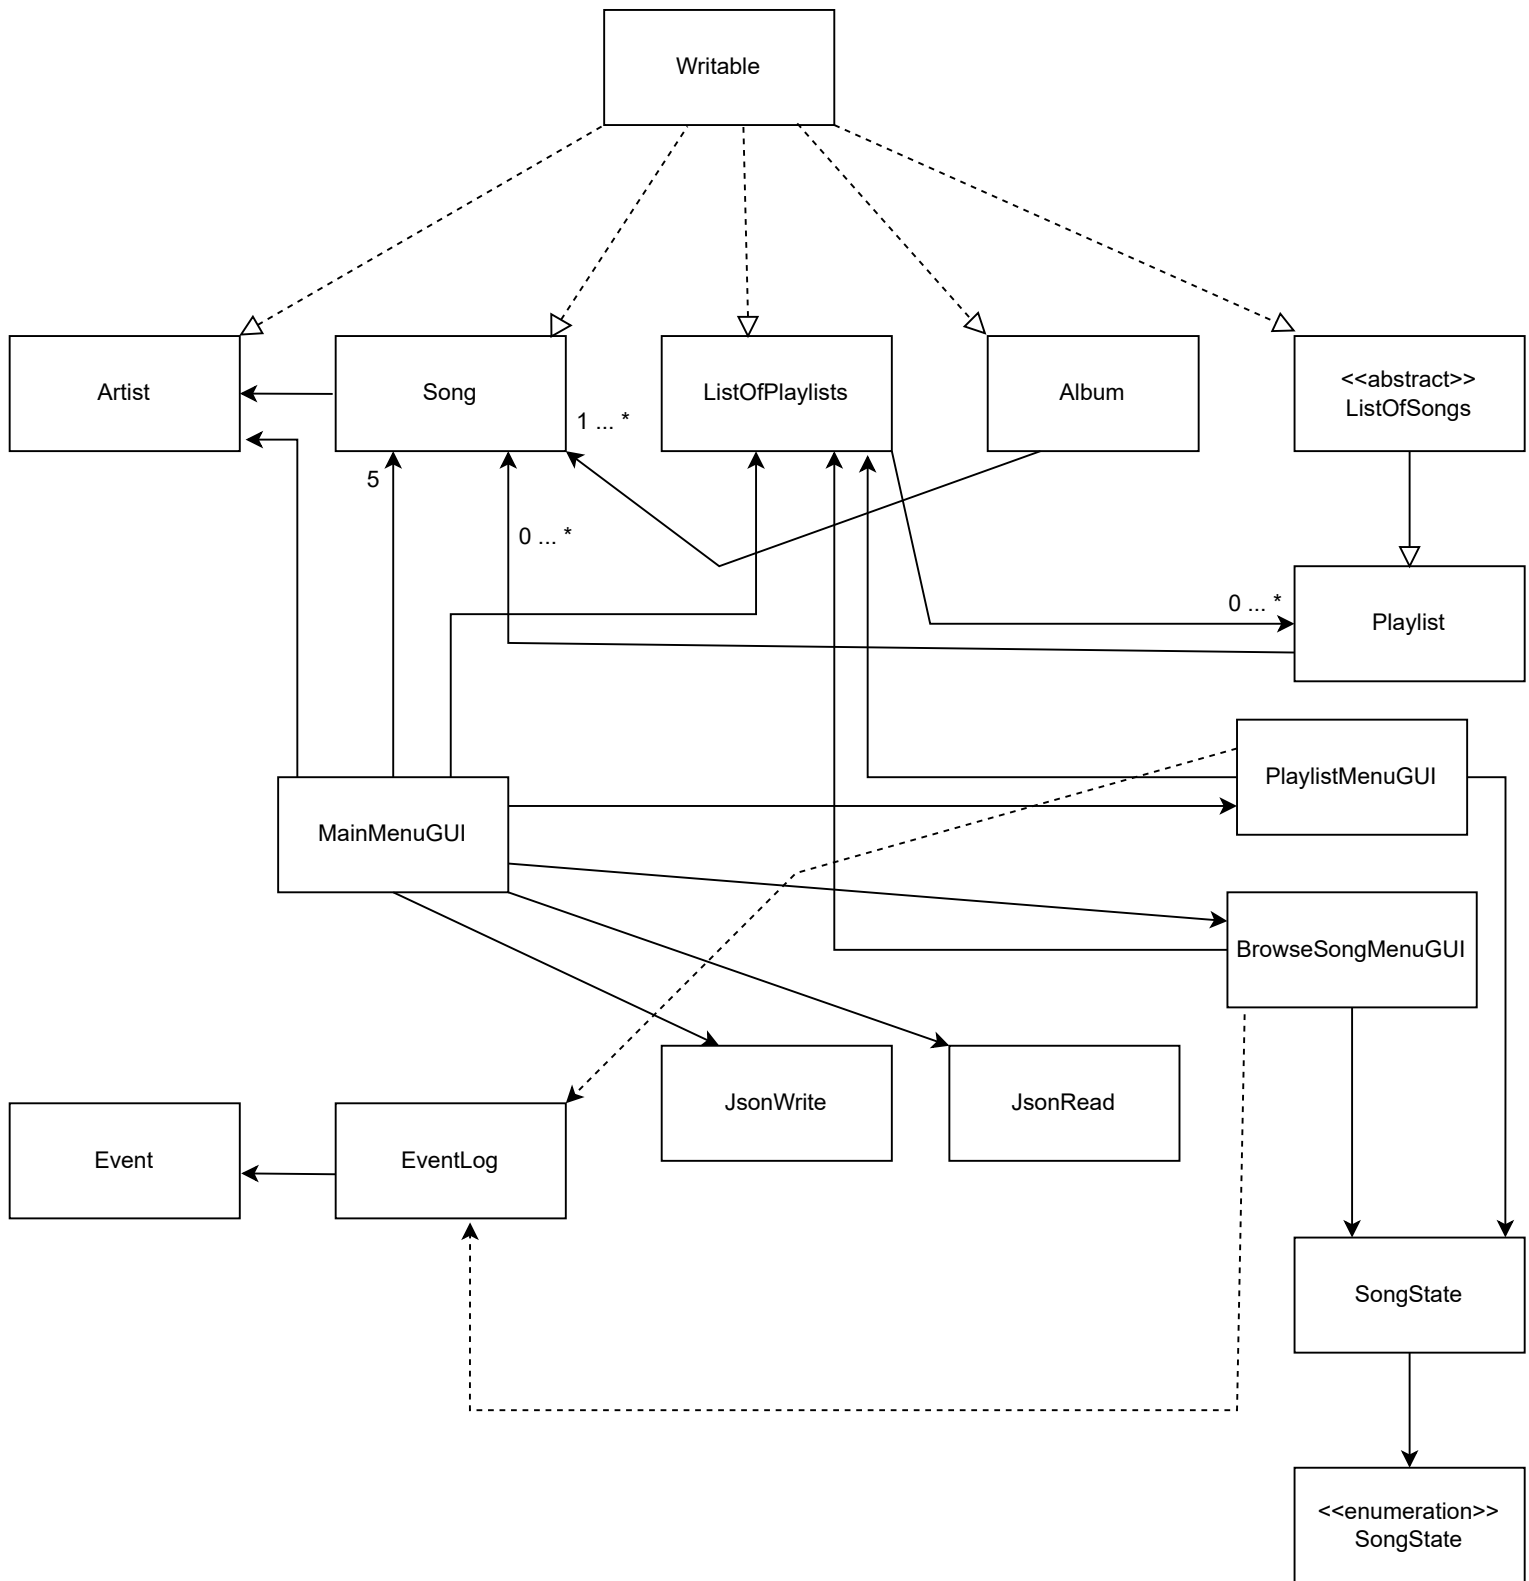 Writable
Artist
Song
ListOfPlaylists
Album
<<abstract>>
ListOfSongs
1 ... *
5
0 ... *
0 ... *
Playlist
PlaylistMenuGUI
MainMenuGUI
BrowseSongMenuGUI
JsonWrite
JsonRead
Event
EventLog
SongState
<<enumeration>>
SongState